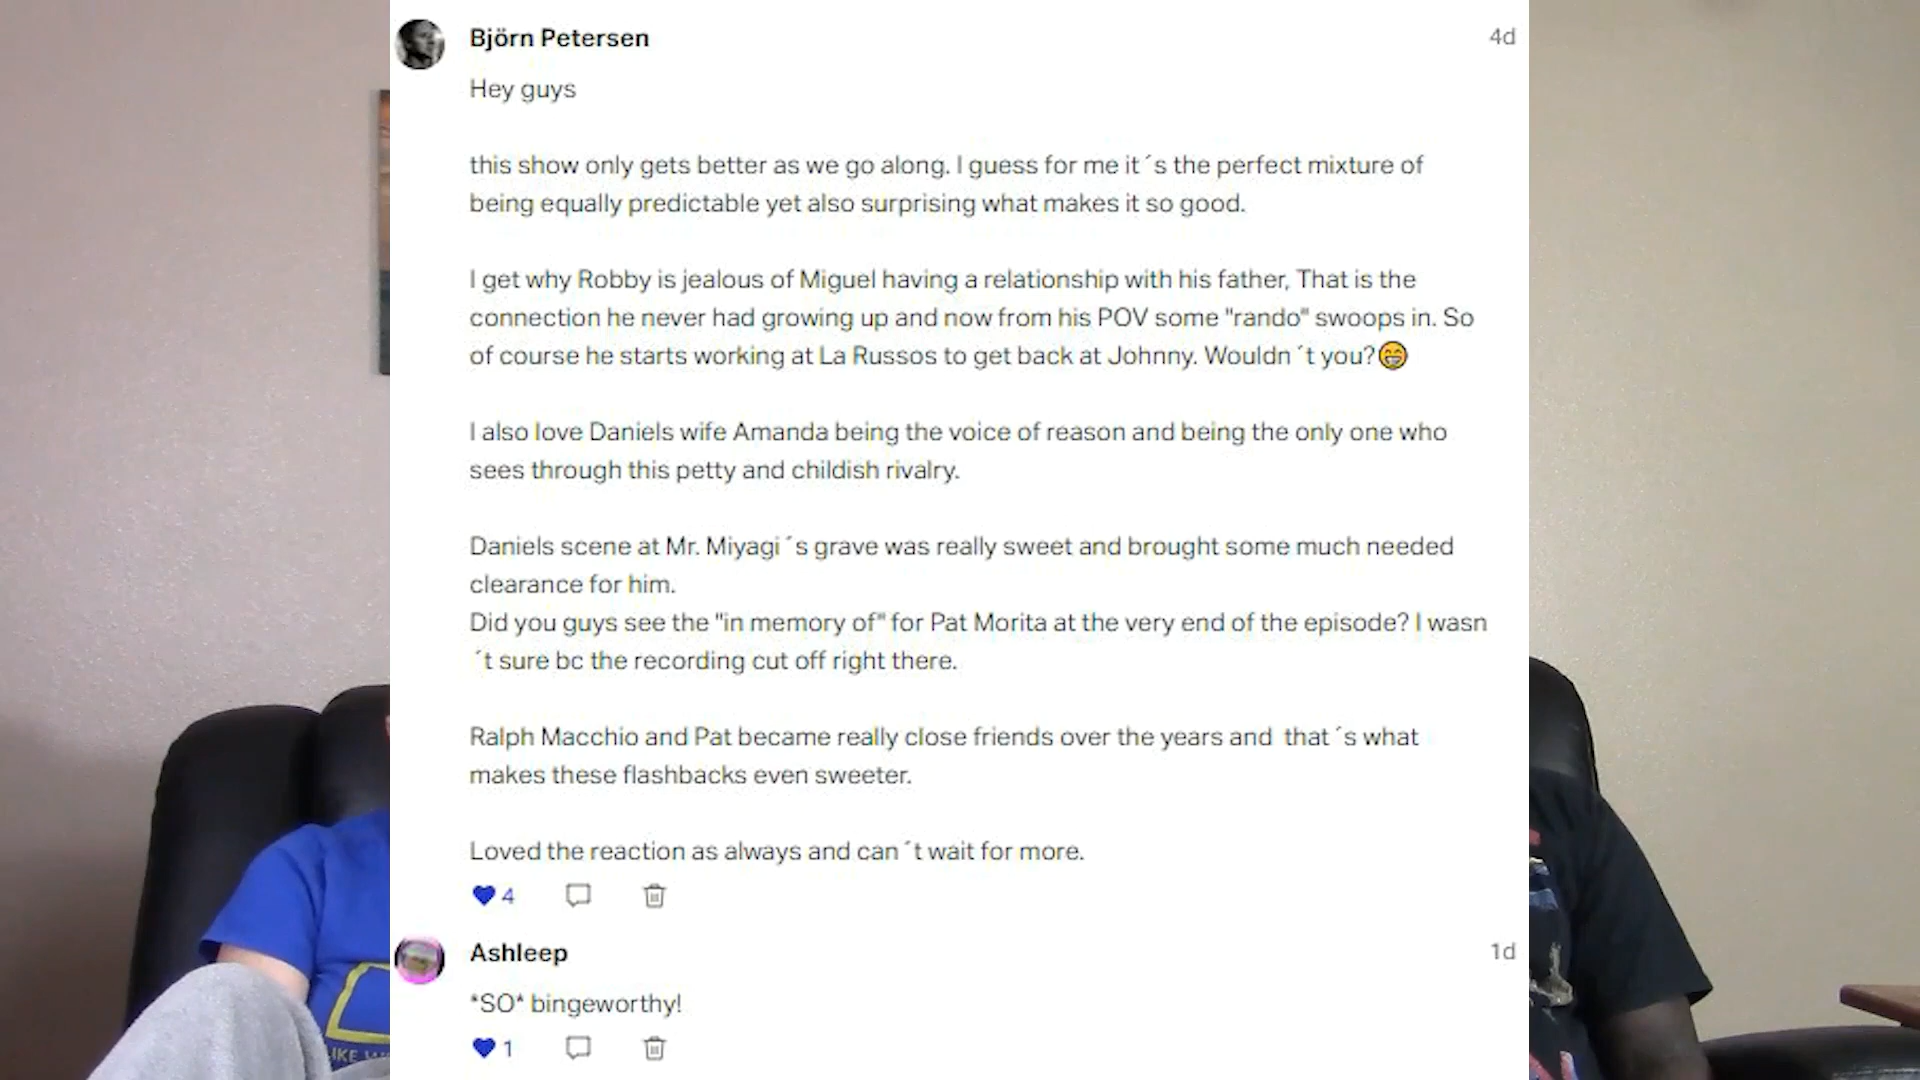 Björn Petersen
4d
Hey guys
this show only gets better as we go along. I guess for me it´s the perfect mixture of
being equally predictable yet also surprising what makes it so good.
I get why Robby is jealous of Miguel having a relationship with his father, That is the
connection he never had growing up and now from his POV some "rando" swoops in. So
of course he starts working at La Russos to get back at Johnny. Wouldn´t you?😁
I also love Daniels wife Amanda being the voice of reason and being the only one who
sees through this petty and childish rivalry.
Daniels scene at Mr. Miyagi´s grave was really sweet and brought some much needed
clearance for him.
Did you guys see the "in memory of" for Pat Morita at the very end of the episode? I wasn
´t sure bc the recording cut off right there.
Ralph Macchio and Pat became really close friends over the years and that´s what
makes these flashbacks even sweeter.
Loved the reaction as always and can´t wait for more.
4
Ashleep
1d
*SO* bingeworthy!
1